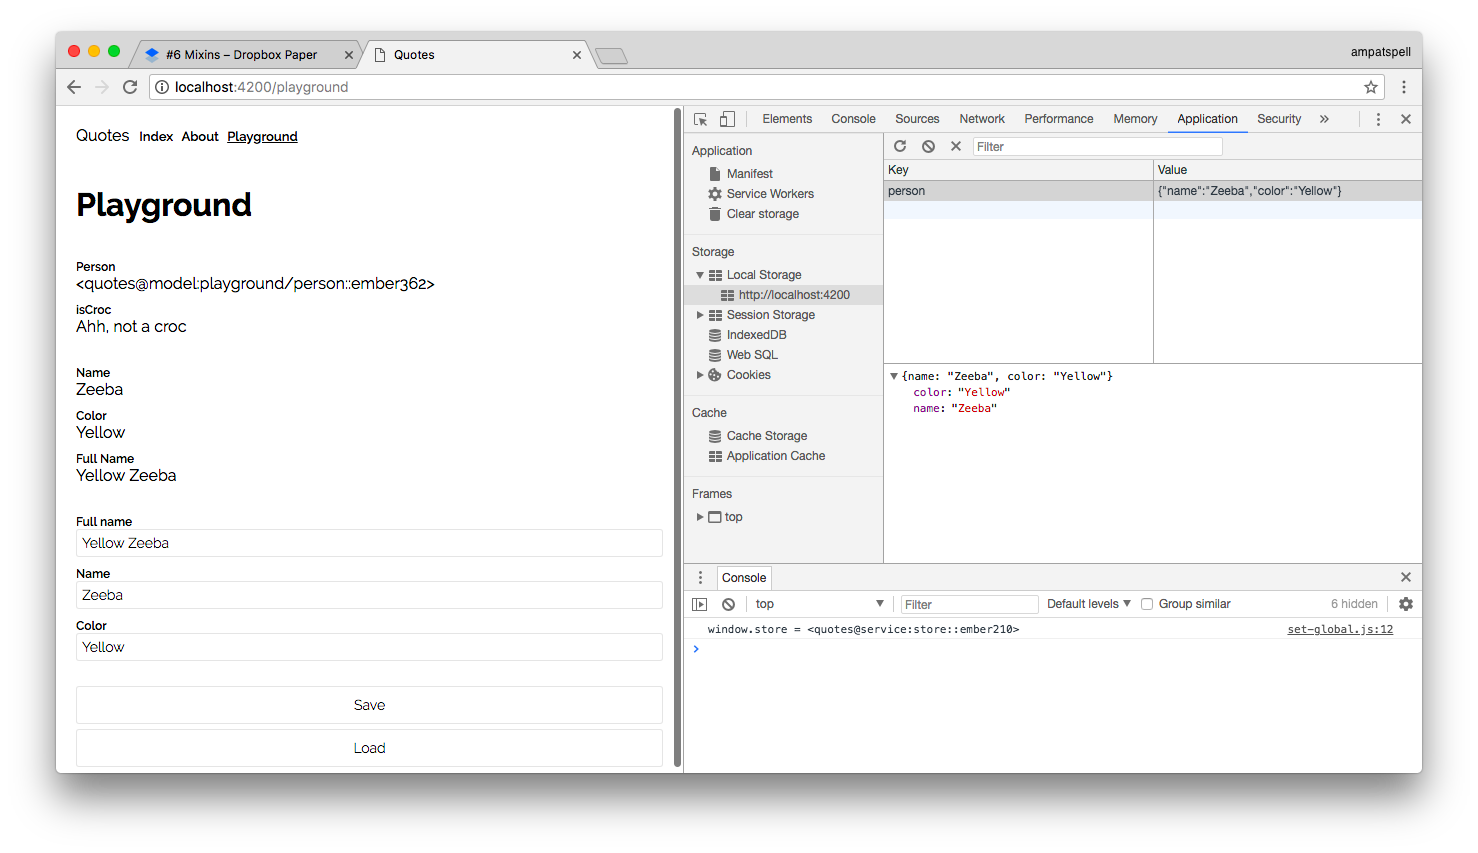 #6 Mixins – Dropbox Paper
Quotes
ampatspell
localhost:4200/playground
Quotes Index About Playground
Playground
Person
<quotes@model:playground/person::ember362>
isCroc
Ahh, not a croc
Name
Zeeba
Color
Yellow
Full Name
Yellow Zeeba
Full name
Yellow Zeeba
Name
Zeeba
Color
Yellow
Save
Load
Elements Console Sources Network Performance Memory Application Security »
Application
Manifest
Service Workers
Clear storage
Storage
Local Storage
http://localhost:4200
Session Storage
IndexedDB
Web SQL
Cookies
Cache
Cache Storage
Application Cache
Frames
top
Filter
Key Value
person {"name":"Zeeba","color":"Yellow"}
{name: "Zeeba", color: "Yellow"}
color: "Yellow"
name: "Zeeba"
Console
top Filter Default levels Group similar 6 hidden
window.store = <quotes@service:store::ember210> set-global.js:12